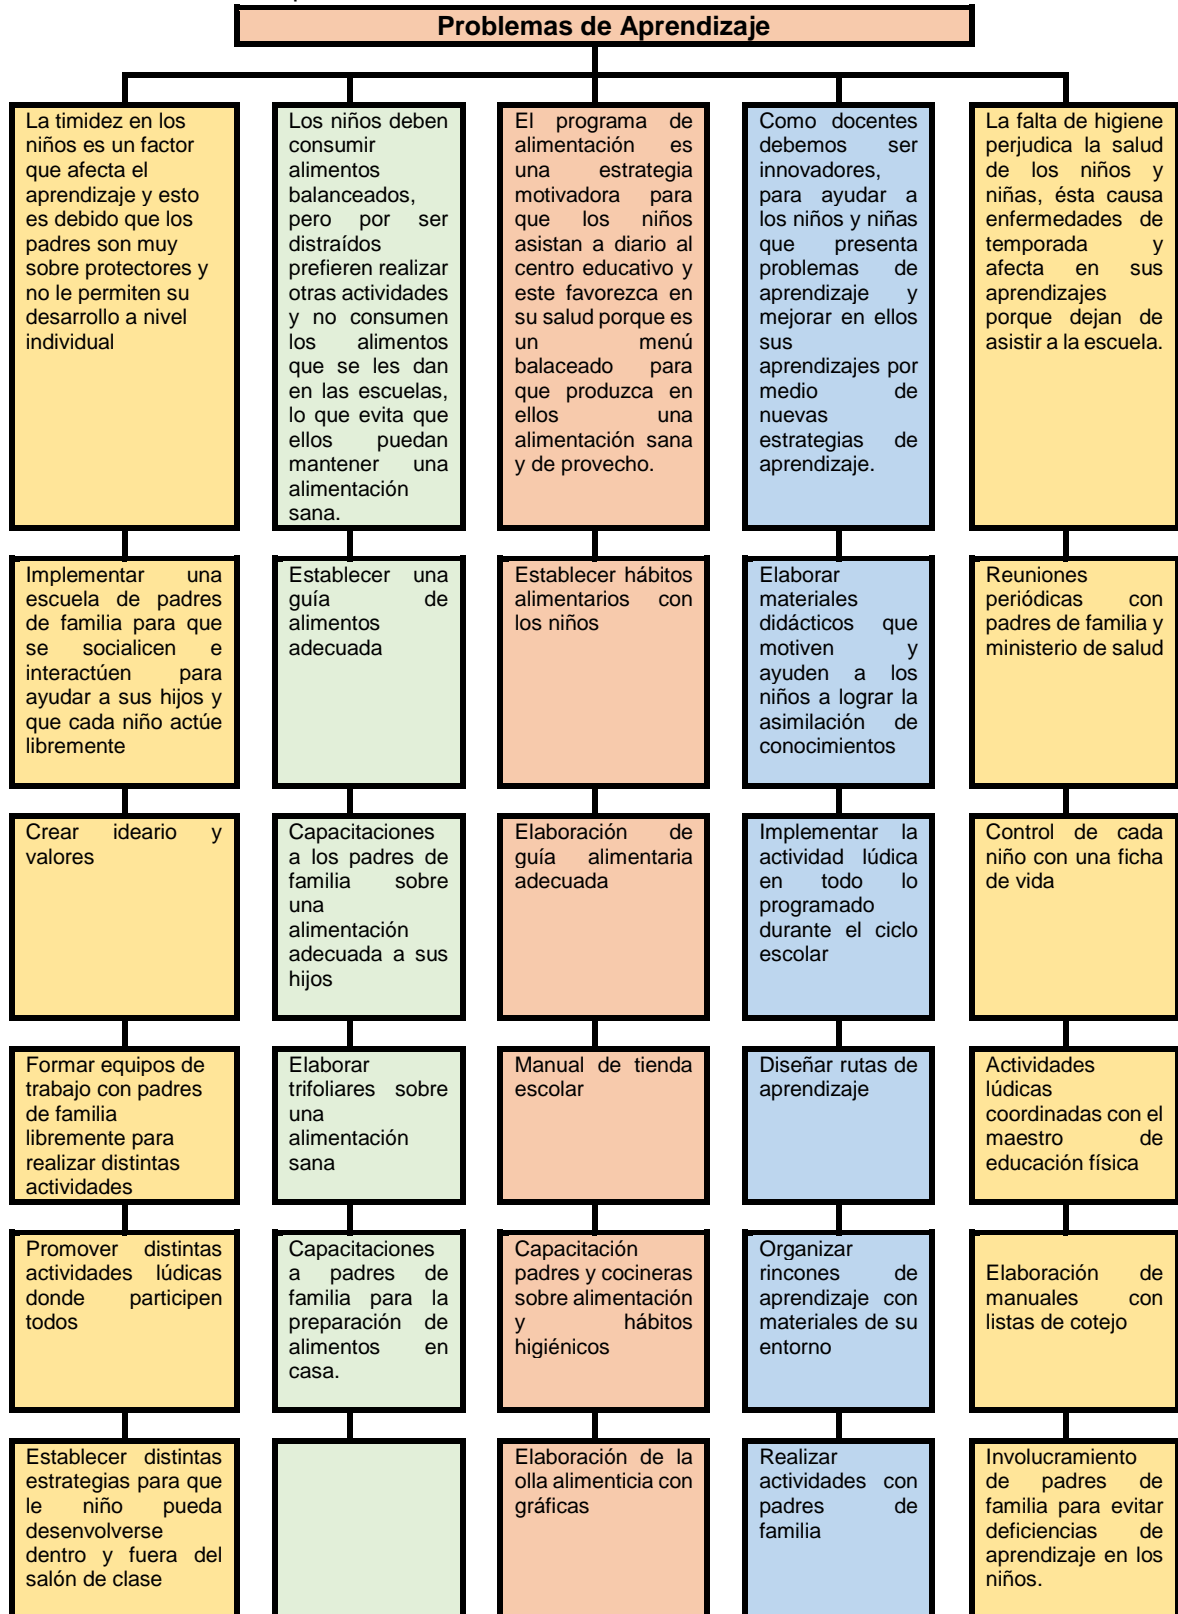 Problemas de Aprendizaje
La timidez en los
niños es un factor
que afecta el
aprendizaje y esto
es debido que los
padres son muy
sobre protectores y
no le permiten su
desarrollo a nivel
individual
Los niños deben
consumir
alimentos
balanceados,
pero por ser
distraídos
prefieren realizar
otras actividades
y no consumen
los alimentos
que se les dan
en las escuelas,
lo que evita que
ellos puedan
mantener una
alimentación
sana.
El programa de
alimentación es
una estrategia
motivadora para
que los niños
asistan a diario al
centro educativo y
este favorezca en
su salud porque es
un menú
balaceado para
que produzca en
ellos una
alimentación sana
y de provecho.
Como docentes
debemos ser
innovadores,
para ayudar a
los niños y niñas
que presenta
problemas de
aprendizaje y
mejorar en ellos
sus
aprendizajes por
medio de
nuevas
estrategias de
aprendizaje.
La falta de higiene
perjudica la salud
de los niños y
niñas, ésta causa
enfermedades de
temporada y
afecta en sus
aprendizajes
porque dejan de
asistir a la escuela.
Implementar una
escuela de padres
de familia para que
se socialicen e
interactúen para
ayudar a sus hijos y
que cada niño actúe
libremente
Establecer una
guía de
alimentos
adecuada
Establecer hábitos
alimentarios con
los niños
Elaborar
materiales
didácticos que
motiven y
ayuden a los
niños a lograr la
asimilación de
conocimientos
Reuniones
periódicas con
padres de familia y
ministerio de salud
Crear ideario y
valores
Capacitaciones
a los padres de
familia sobre
una
alimentación
adecuada a sus
hijos
Elaboración de
guía alimentaria
adecuada
Implementar la
actividad lúdica
en todo lo
programado
durante el ciclo
escolar
Control de cada
niño con una ficha
de vida
Formar equipos de
trabajo con padres
de familia
libremente para
realizar distintas
actividades
Elaborar
trifoliares sobre
una
alimentación
sana
Manual de tienda
escolar
Diseñar rutas de
aprendizaje
Actividades
lúdicas
coordinadas con el
maestro de
educación física
Promover distintas
actividades lúdicas
donde participen
todos
Capacitaciones
a padres de
familia para la
preparación de
alimentos en
casa.
Capacitación
padres y cocineras
sobre alimentación
y hábitos
higiénicos
Organizar
rincones de
aprendizaje con
materiales de su
entorno
Elaboración de
manuales con
listas de cotejo
Establecer distintas
estrategias para que
le niño pueda
desenvolverse
dentro y fuera del
salón de clase
Elaboración de la
olla alimenticia con
gráficas
Realizar
actividades con
padres de
familia
Involucramiento
de padres de
familia para evitar
deficiencias de
aprendizaje en los
niños.